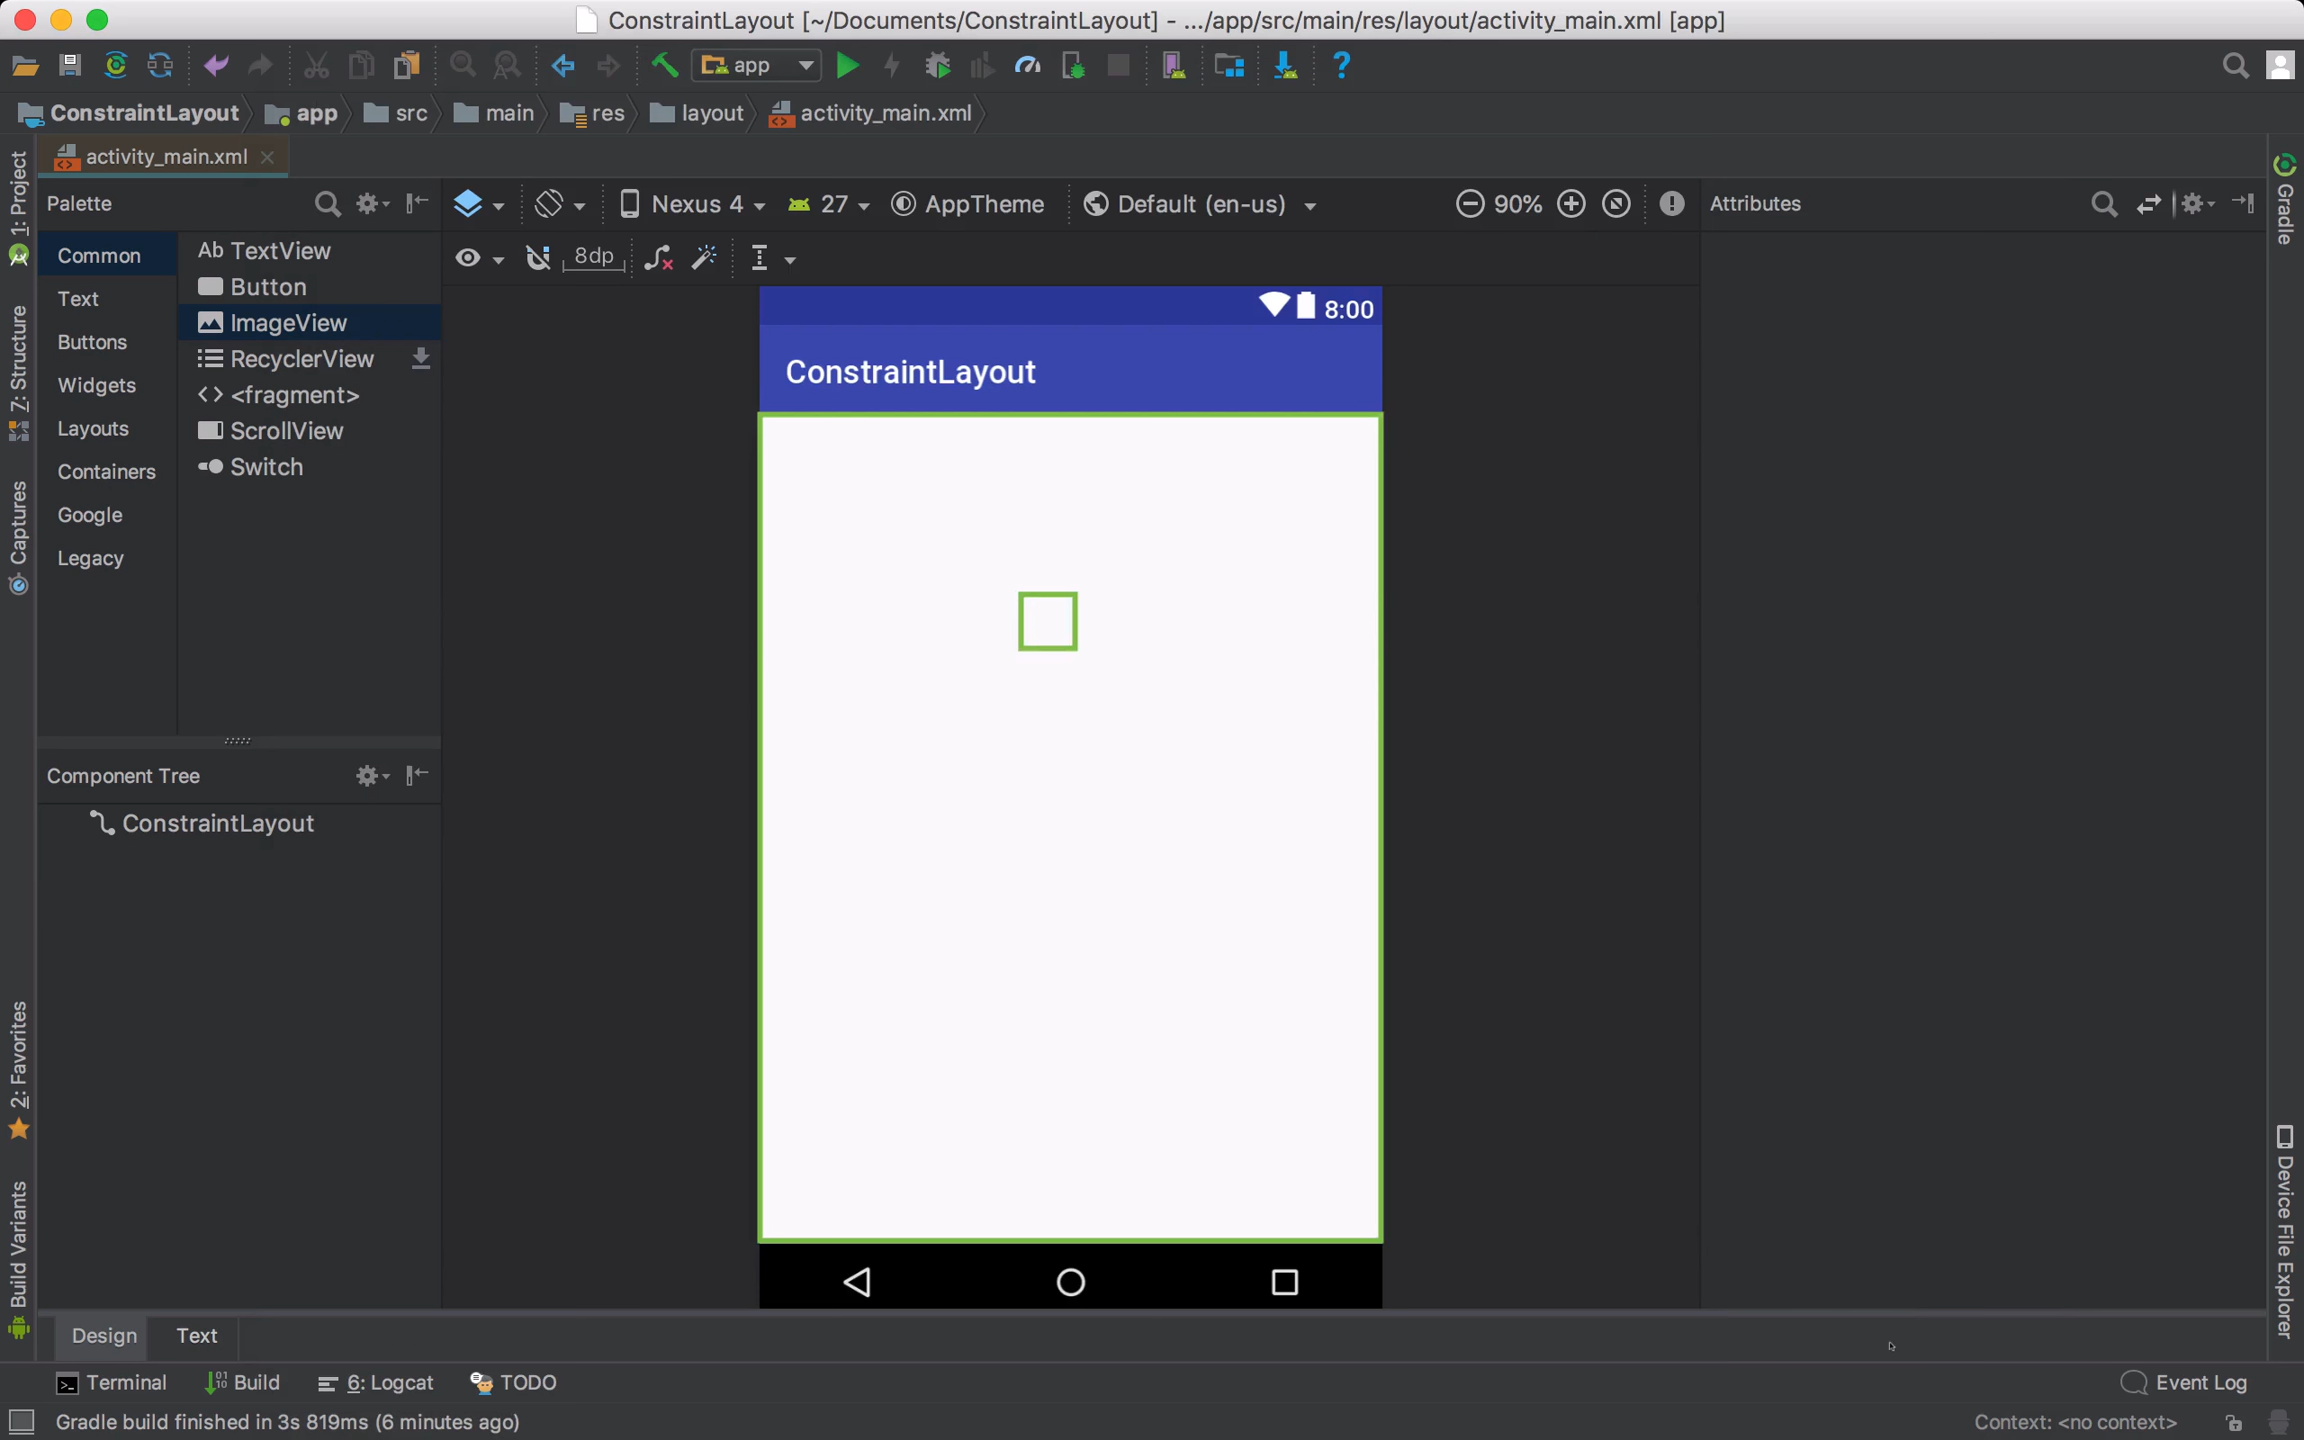 ConstraintLayout [~/Documents/ConstraintLayout] - .../app/src/main/res/layout/activity_main.xml [app]
app
ConstraintLayout app src main res layout activity_main.xml
activity_main.xml
Palette
Nexus 4 27 AppTheme Default (en-us) 90%
Attributes
8dp
Common
Text
Buttons
Widgets
Layouts
Containers
Google
Legacy
Ab TextView
Button
ImageView
RecyclerView
<> <fragment>
ScrollView
Switch
8:00
ConstraintLayout
Component Tree
ConstraintLayout
1: Project
Z: Structure
Captures
2: Favorites
Build Variants
Gradle
Device File Explorer
Design Text
Terminal Build 6: Logcat TODO Event Log
Gradle build finished in 3s 819ms (6 minutes ago) Context: <no context>